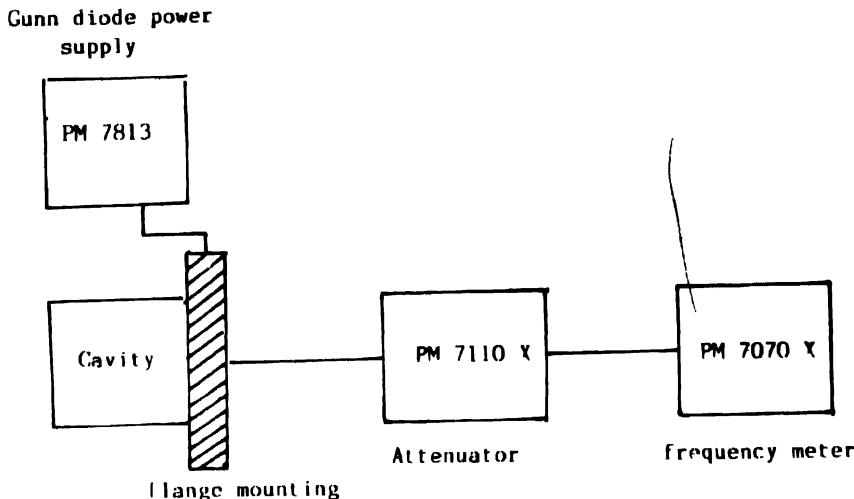 Gunn diode power
supply
PM 7813
Cavity
PM 7110 X
PM 7070 X
Attenuator
frequency meter
flange mounting